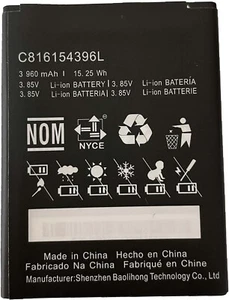 C816154396L
3 960 mAh 15.25 Wh
3.85V Li-ion BATTERY 3.85V Li-ion BATERÍA
3.85V Li-ion BATERIA 3.85V Li-ion BATTERIE
NOM
NYCE
Made in China Hecho en China
Fabricado Na China Fabriqué en Chine
Manufacturer:Shenzhen Baolihong Technology Co., Ltd